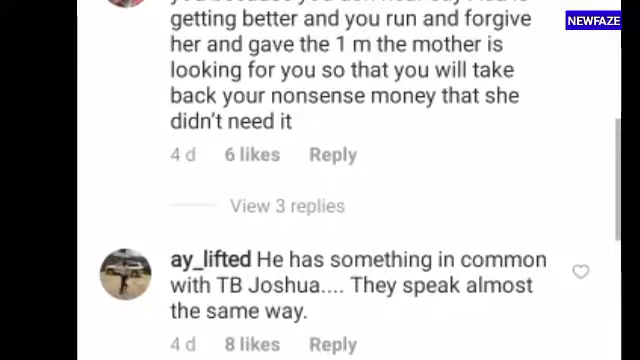 getting better and you run and forgive
NEWFAZE
her and gave the 1 m the mother is
looking for you so that you will take
back your nonsense money that she
didn't need it
4 d 6 likes Reply
View 3 replies
ay_lifted He has something in common
with TB Joshua.... They speak almost
the same way.
4 d 8 likes Reply